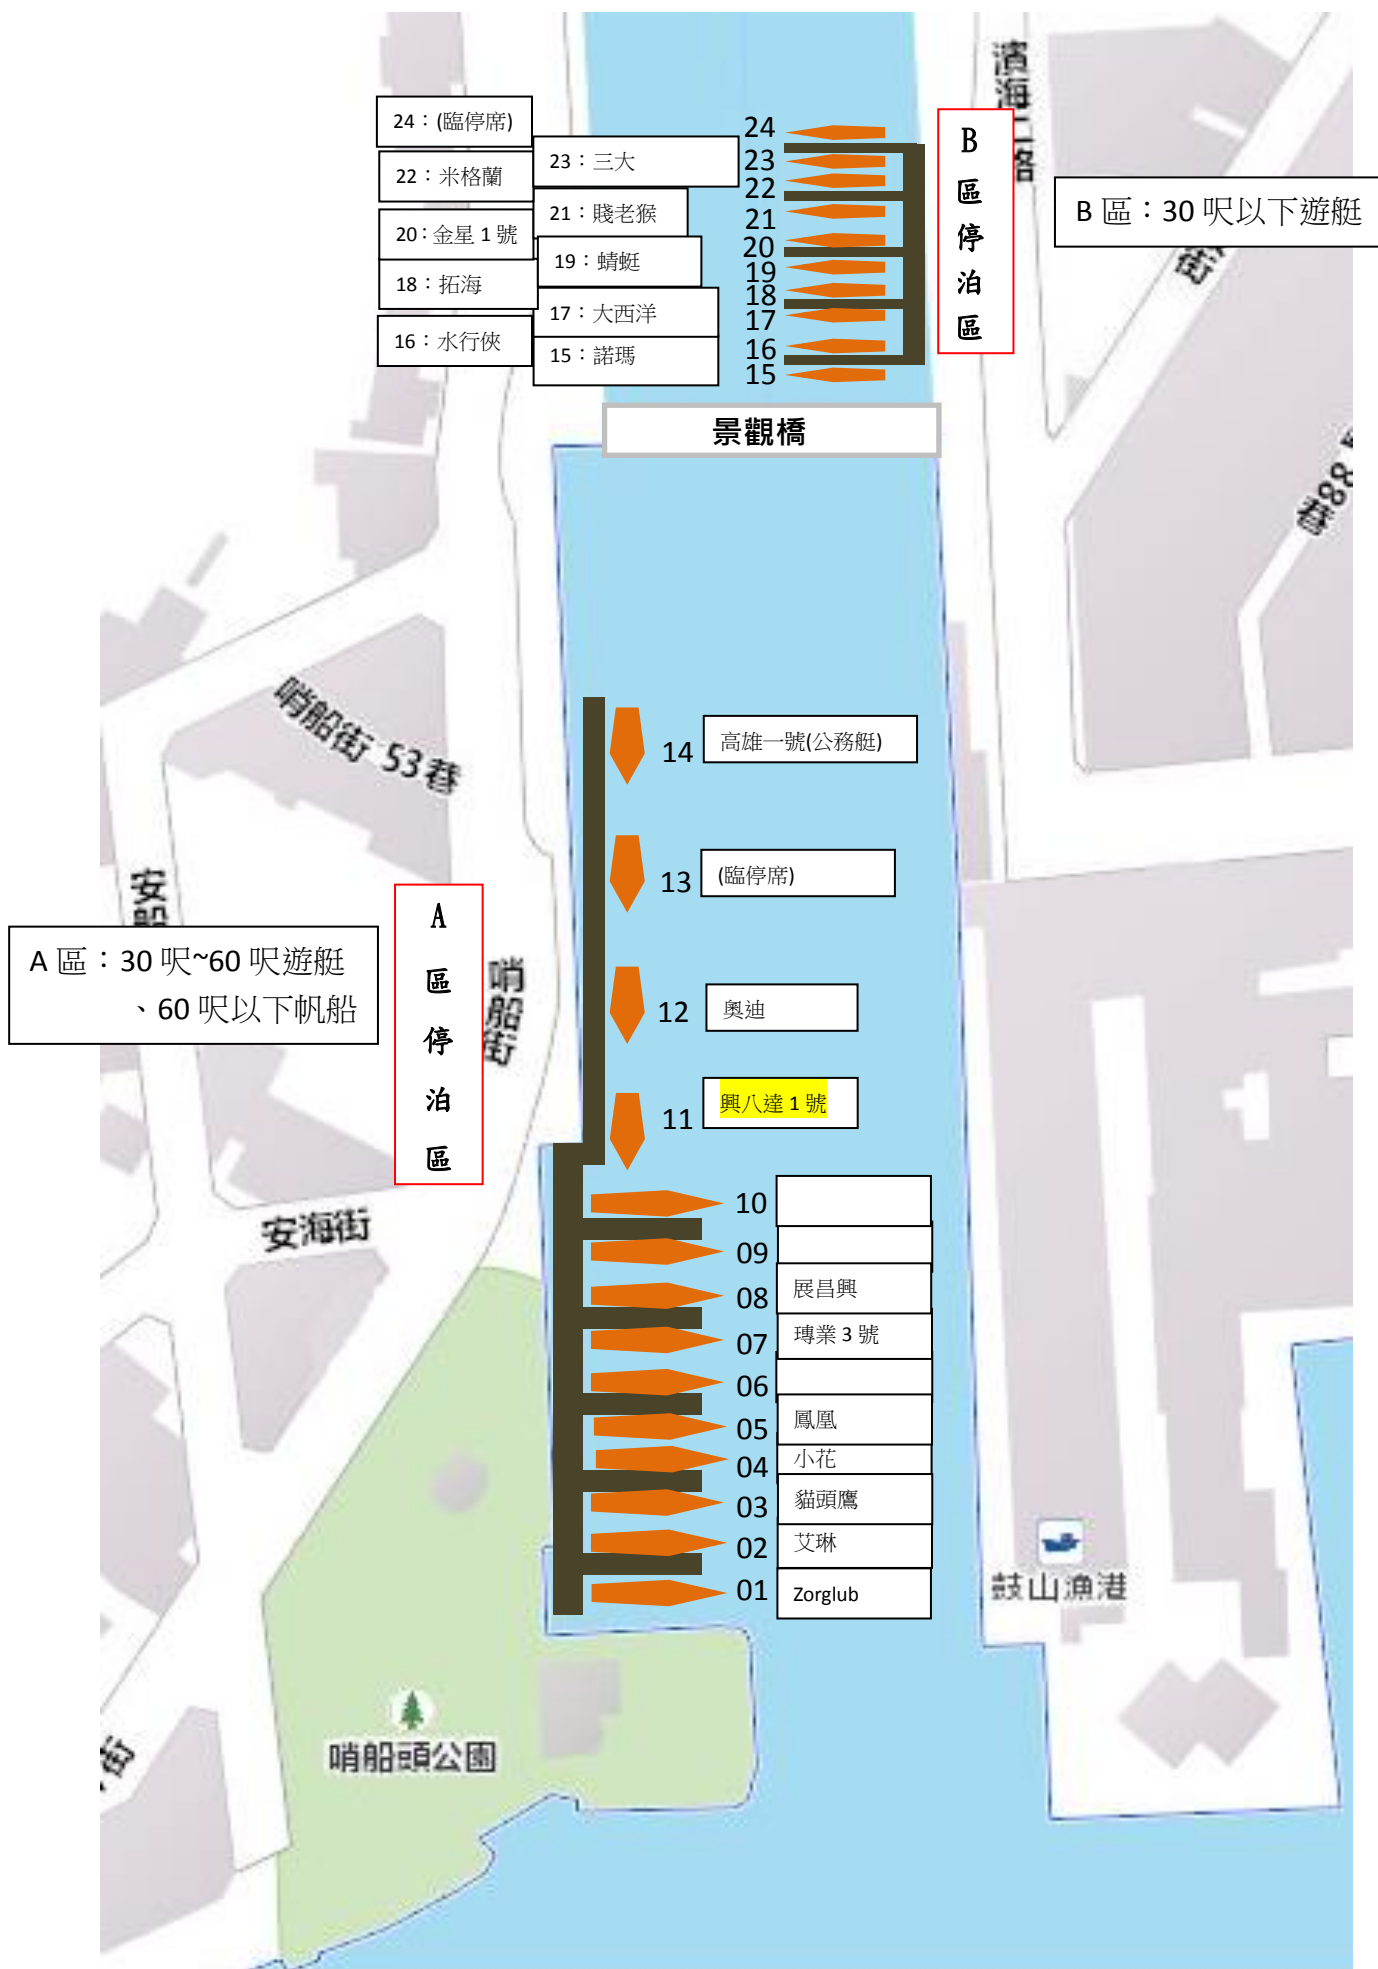 24：(臨停席)
23：三大
22：米格蘭
21：賤老猴
20：金星 1 號
19：蜻蜓
18：拓海
17：大西洋
16：水行俠
15：諾瑪
24
23
22
21
20
19
18
17
16
15
B
區
停
泊
區
B 區：30 呎以下遊艇
景觀橋
巷88
哨船街 53巷
14
高雄一號(公務艇)
13
(臨停席)
12
奧迪
11
興八達 1 號
A 區：30 呎~60 呎遊艇
、60 呎以下帆船
A
區
停
泊
區
安船
哨船街
安海街
10
09
08
展昌興
07
瑼業 3 號
06
05
鳳凰
04
小花
03
貓頭鷹
02
艾琳
01
Zorglub
鼓山漁港
哨船頭公園
街